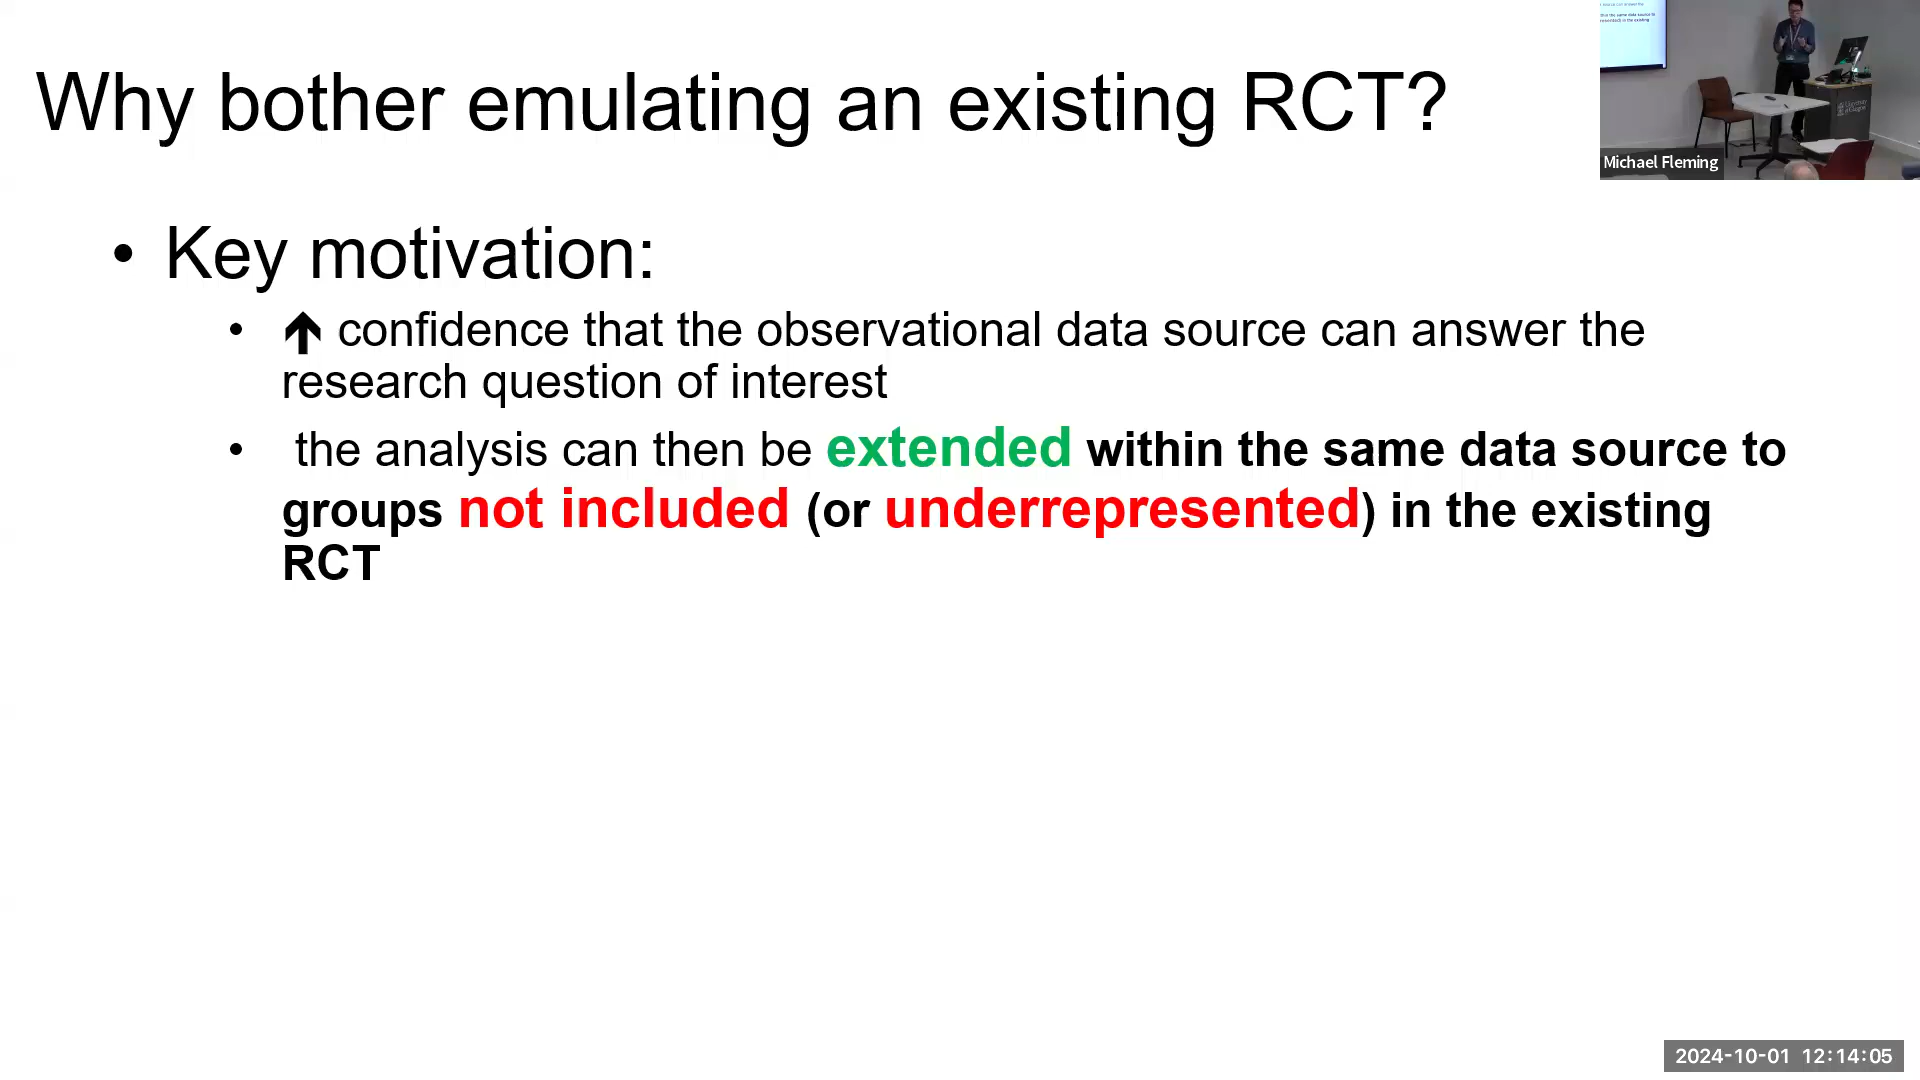 Why bother emulating an existing RCT?
Michael Fleming
• Key motivation:
• ↑ confidence that the observational data source can answer the
research question of interest
• the analysis can then be extended within the same data source to
groups not included (or underrepresented) in the existing
RCT
2024-10-01 12:14:05